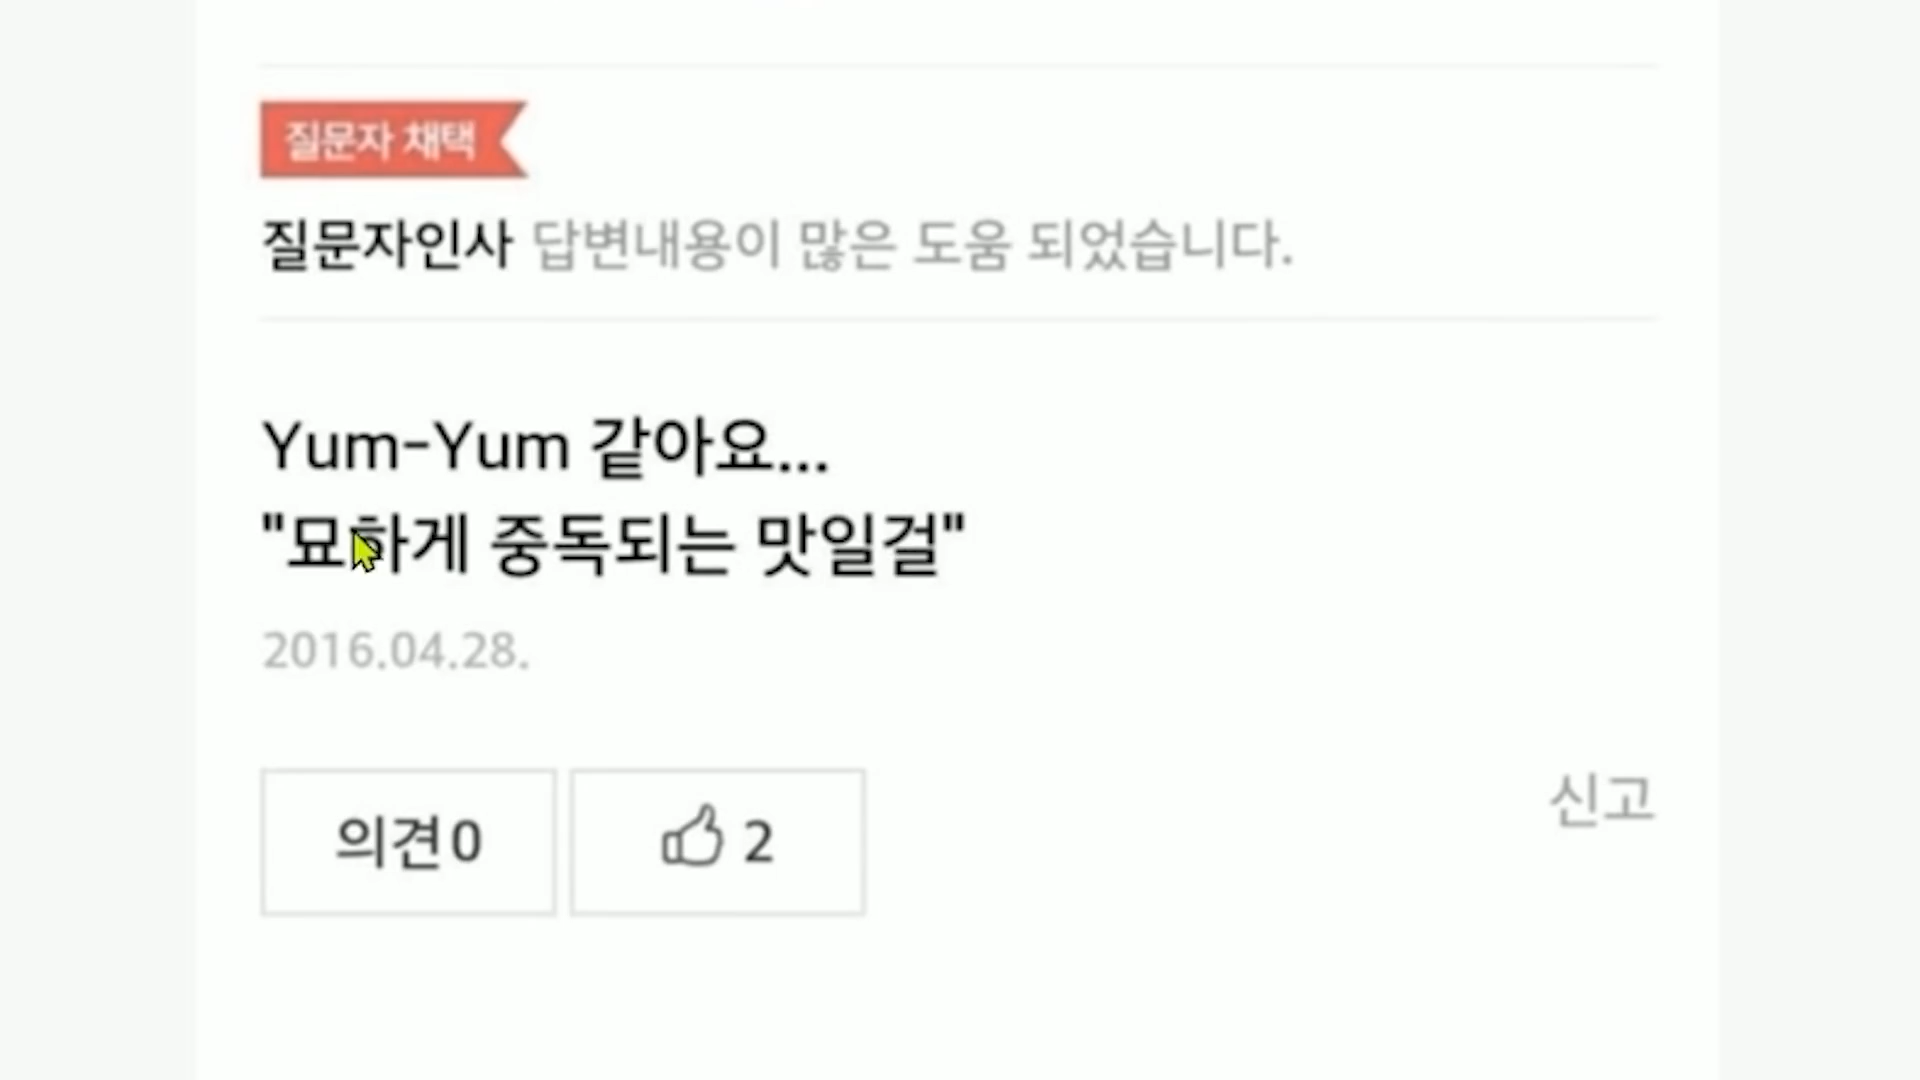 질문자 채택
질문자인사 답변내용이 많은 도움 되었습니다.
Yum-Yum 같아요...
"묘하게 중독되는 맛일걸"
2016.04.28.
의견 0 2
신고